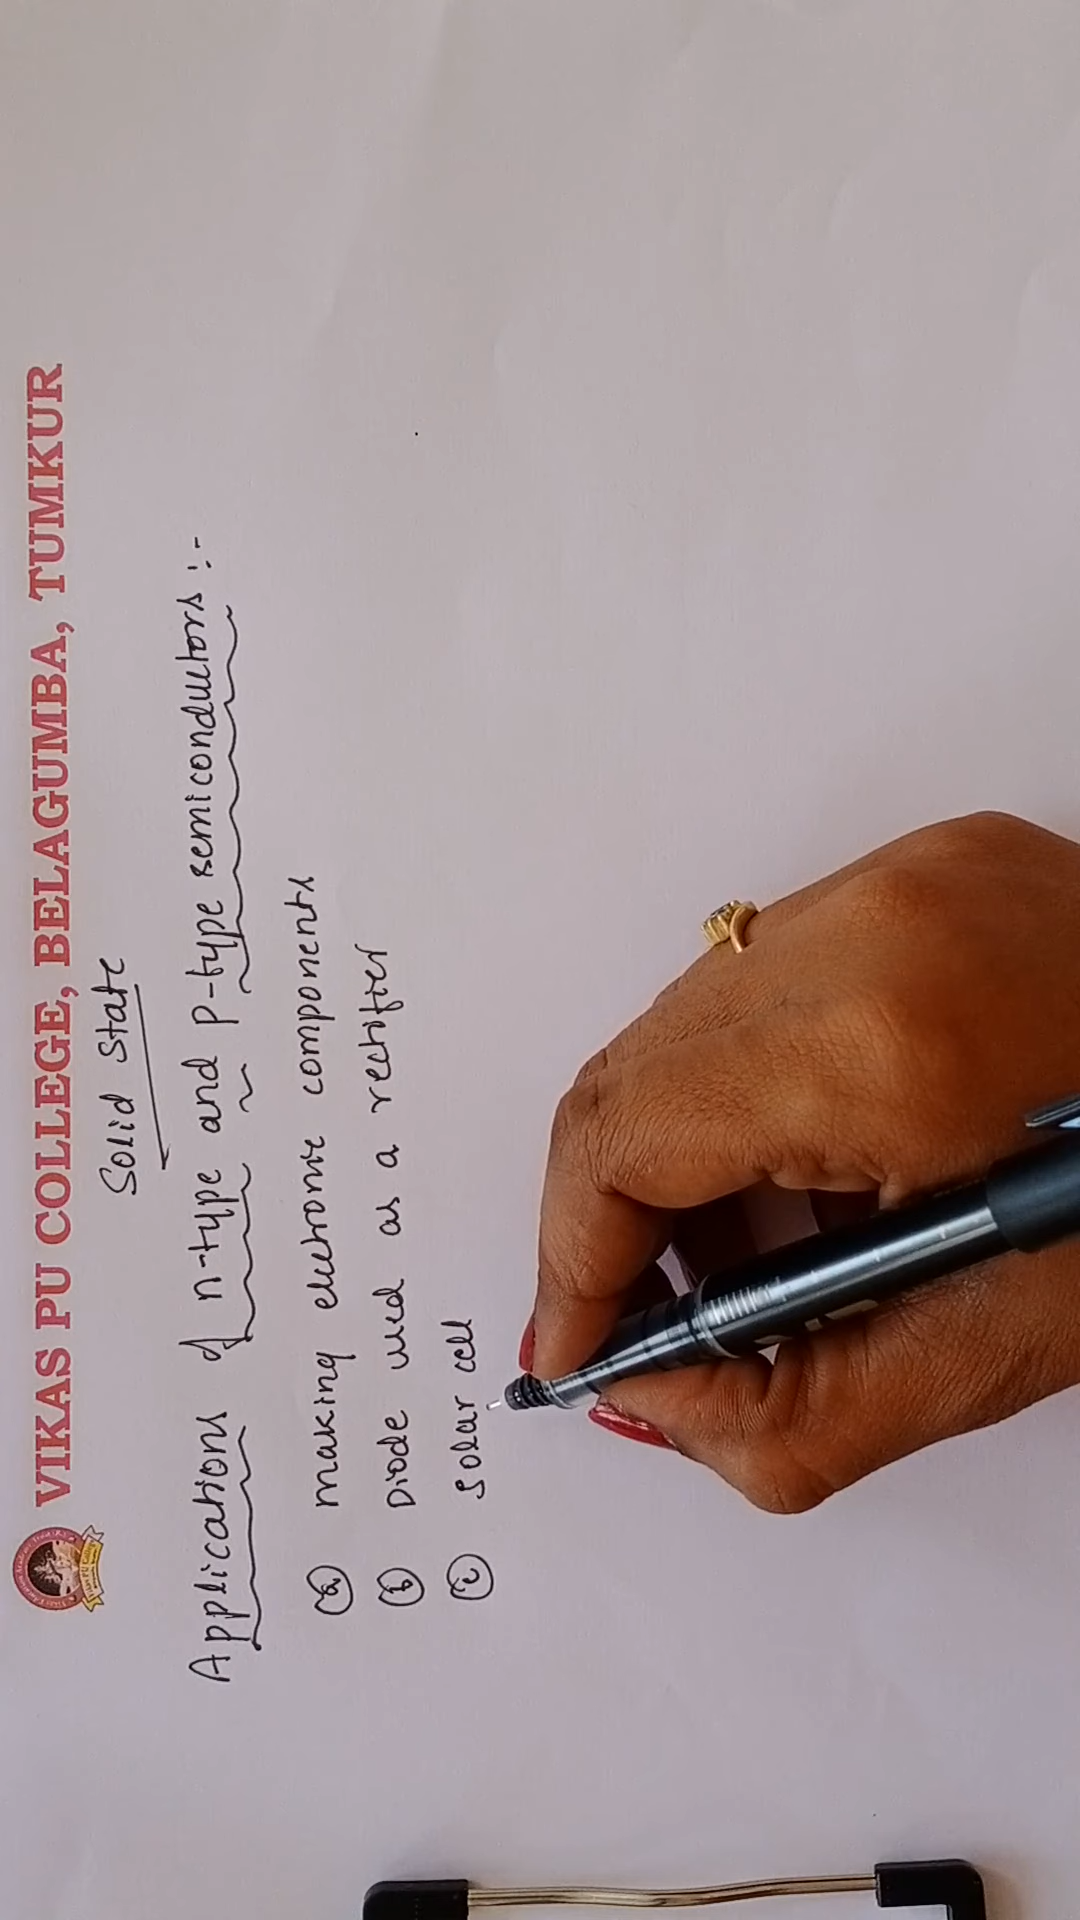 VIKAS PU COLLEGE, BELAGUMBA, TUMKUR
Solid State
Applications of n-type and p-type semiconductors :-
(a) making electronic components
(b) Diode used as a rectifier
(c) solar cell